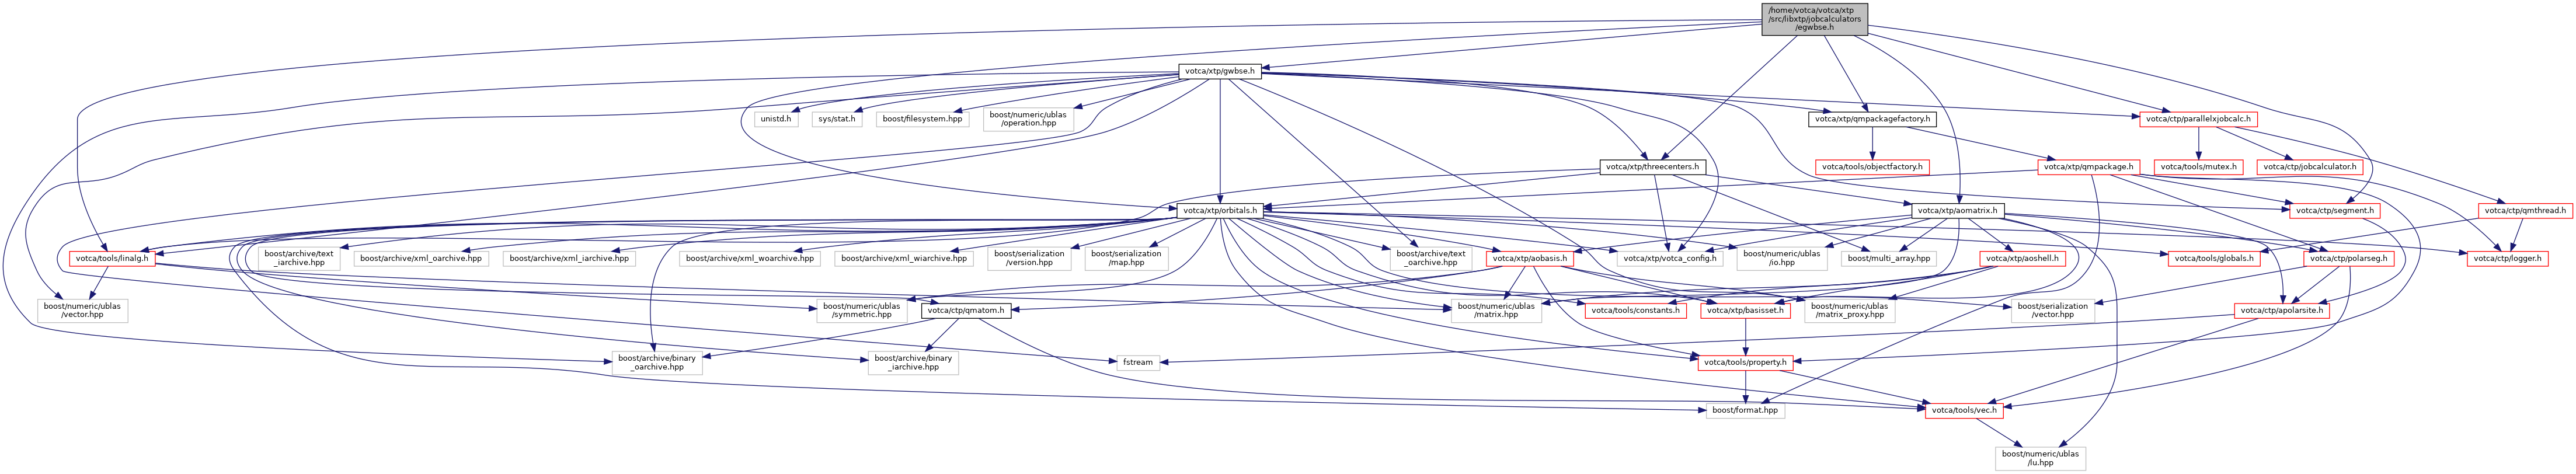 /home/votca/votca/xtp
/src/libxtp/jobcalculators
/egwbse.h
votca/xtp/gwbse.h
unistd.h
sys/stat.h
boost/filesystem.hpp
boost/numeric/ublas
/operation.hpp
votca/xtp/qmpackagefactory.h
votca/ctp/parallelxjobcalc.h
votca/xtp/threecenters.h
votca/tools/objectfactory.h
votca/xtp/qmpackage.h
votca/tools/mutex.h
votca/ctp/jobcalculator.h
votca/xtp/orbitals.h
votca/xtp/aomatrix.h
votca/ctp/segment.h
votca/ctp/qmthread.h
votca/tools/linalg.h
boost/archive/text
_iarchive.hpp
boost/archive/xml_oarchive.hpp
boost/archive/xml_iarchive.hpp
boost/archive/xml_woarchive.hpp
boost/archive/xml_wiarchive.hpp
boost/serialization
/version.hpp
boost/serialization
/map.hpp
boost/archive/text
_oarchive.hpp
votca/xtp/aobasis.h
votca/xtp/votca_config.h
boost/numeric/ublas
/io.hpp
boost/multi_array.hpp
votca/xtp/aoshell.h
votca/tools/globals.h
votca/ctp/polarseg.h
votca/ctp/logger.h
boost/numeric/ublas
/vector.hpp
boost/numeric/ublas
/symmetric.hpp
votca/ctp/qmatom.h
boost/numeric/ublas
/matrix.hpp
votca/tools/constants.h
votca/xtp/basisset.h
boost/numeric/ublas
/matrix_proxy.hpp
boost/serialization
/vector.hpp
votca/ctp/apolarsite.h
boost/archive/binary
_oarchive.hpp
boost/archive/binary
_iarchive.hpp
fstream
votca/tools/property.h
boost/format.hpp
votca/tools/vec.h
boost/numeric/ublas
/lu.hpp